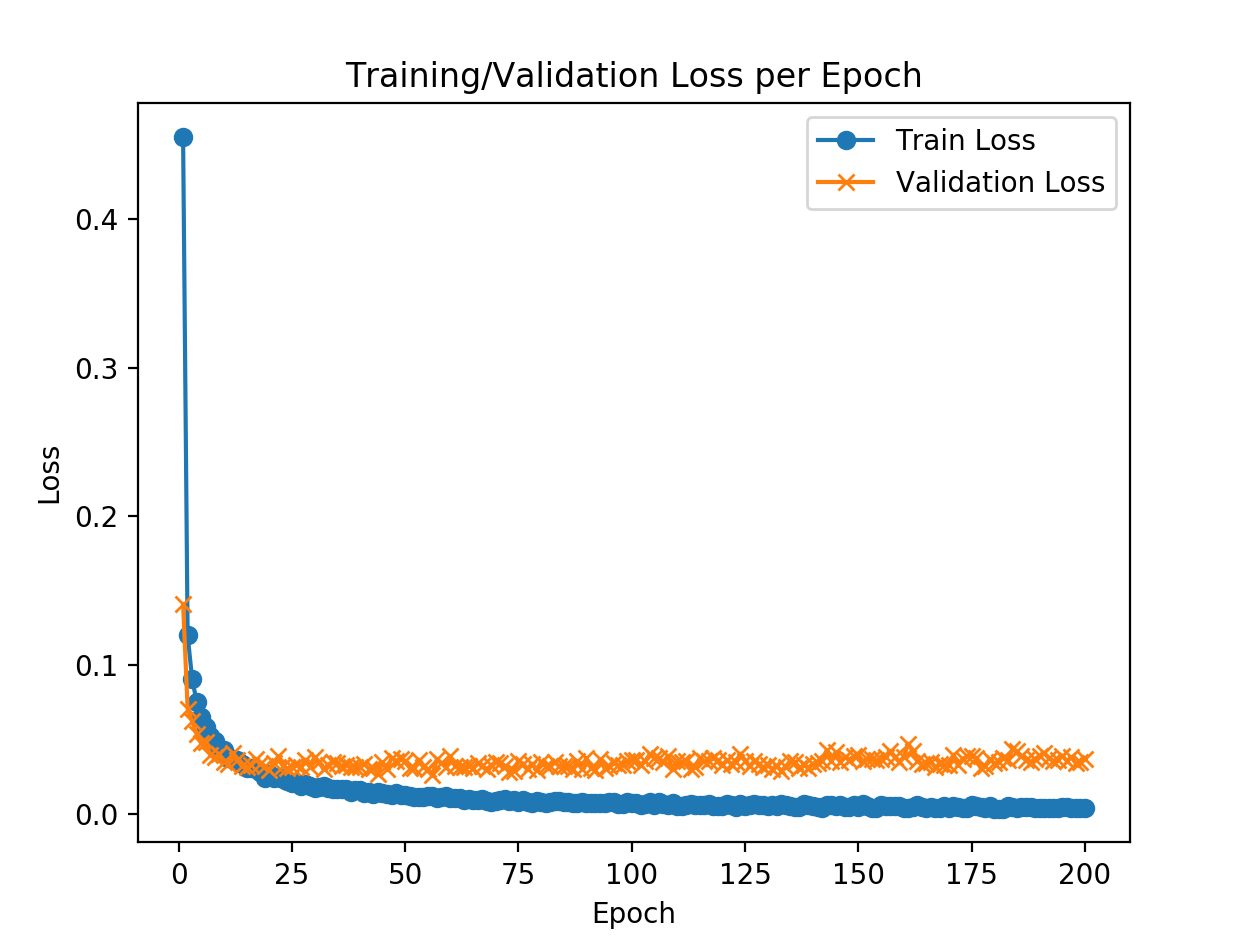 Training/Validation Loss per Epoch
Train Loss
Validation Loss
Loss
0.4
0.3
0.2
0.1
0.0
0 25 50 75 100 125 150 175 200
Epoch